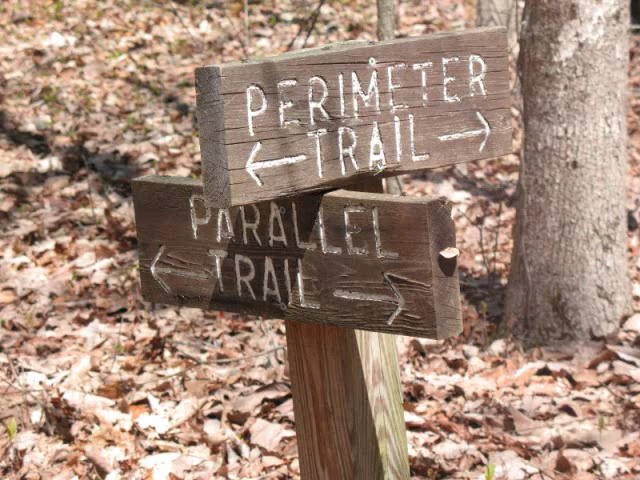 PERIMETER
← TRAIL →
PARALLEL
← TRAIL →